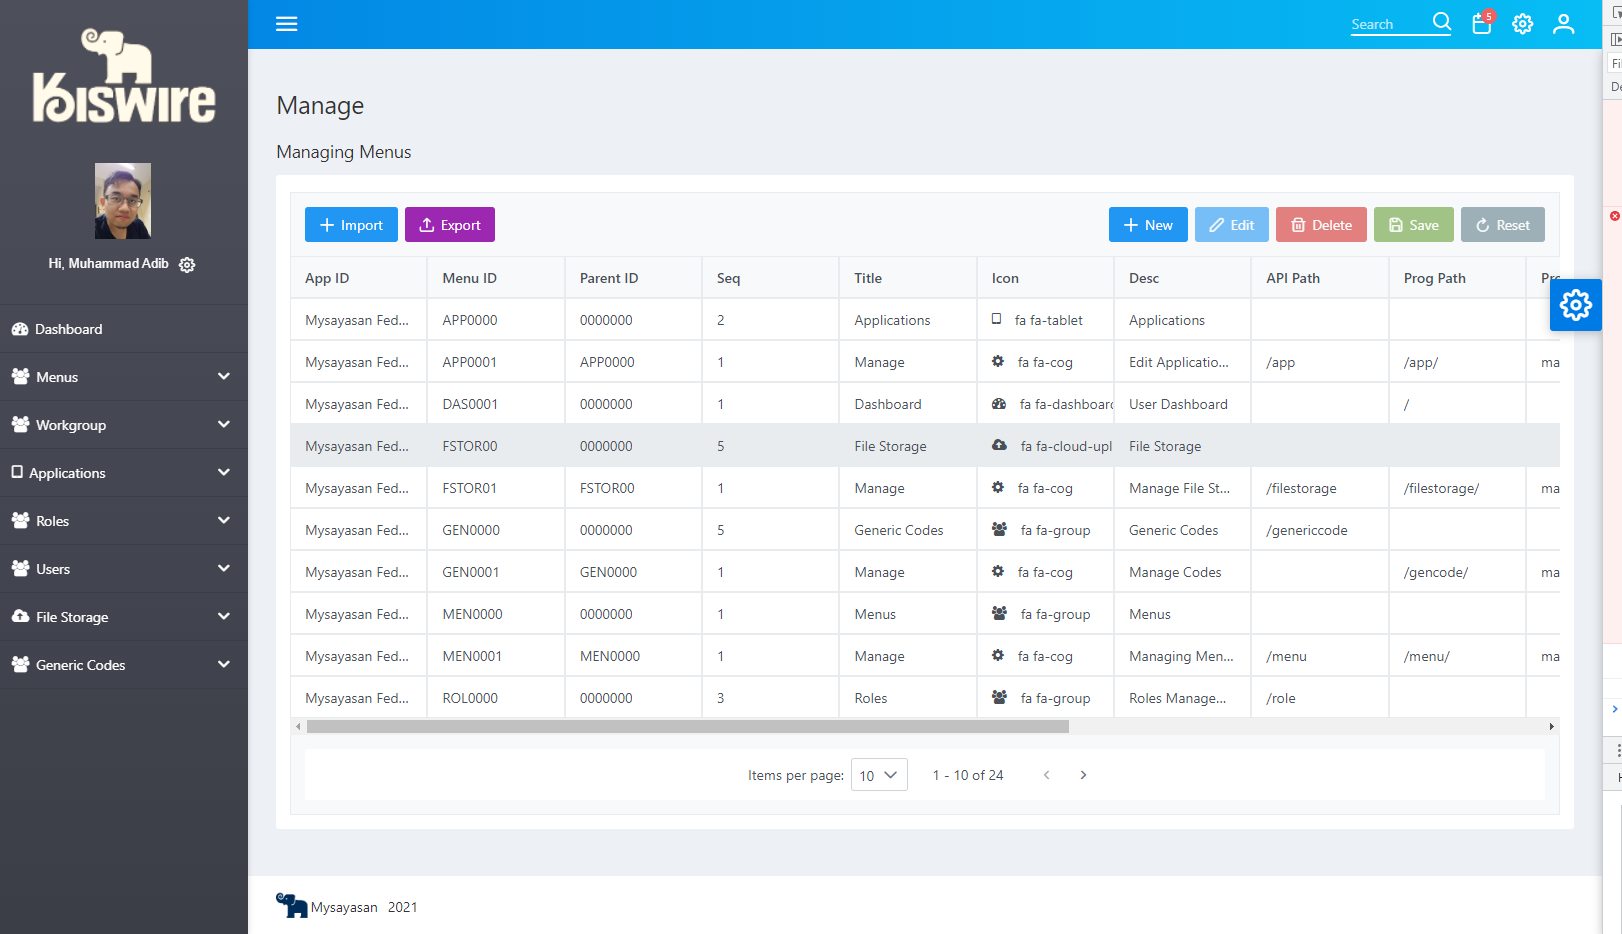 Search
5
KISWIRE
Hi, Muhammad Adib
Dashboard
Menus
Workgroup
Applications
Roles
Users
File Storage
Generic Codes
Manage
Managing Menus
Import Export New Edit Delete Save Reset
App ID Menu ID Parent ID Seq Title Icon Desc API Path Prog Path
Mysayasan Fed... APP0000 0000000 2 Applications fa fa-tablet Applications
Mysayasan Fed... APP0001 APP0000 1 Manage fa fa-cog Edit Applicatio... /app /app/ ma
Mysayasan Fed... DAS0001 0000000 1 Dashboard fa fa-dashboard User Dashboard /
Mysayasan Fed... FSTOR00 0000000 5 File Storage fa fa-cloud-upl File Storage
Mysayasan Fed... FSTOR01 FSTOR00 1 Manage fa fa-cog Manage File St... /filestorage /filestorage/ ma
Mysayasan Fed... GEN0000 0000000 5 Generic Codes fa fa-group Generic Codes /genericcode
Mysayasan Fed... GEN0001 GEN0000 1 Manage fa fa-cog Manage Codes /gencode/ ma
Mysayasan Fed... MEN0000 0000000 1 Menus fa fa-group Menus
Mysayasan Fed... MEN0001 MEN0000 1 Manage fa fa-cog Managing Men... /menu /menu/ ma
Mysayasan Fed... ROL0000 0000000 3 Roles fa fa-group Roles Manage... /role
Items per page: 10 1 - 10 of 24
Mysayasan 2021